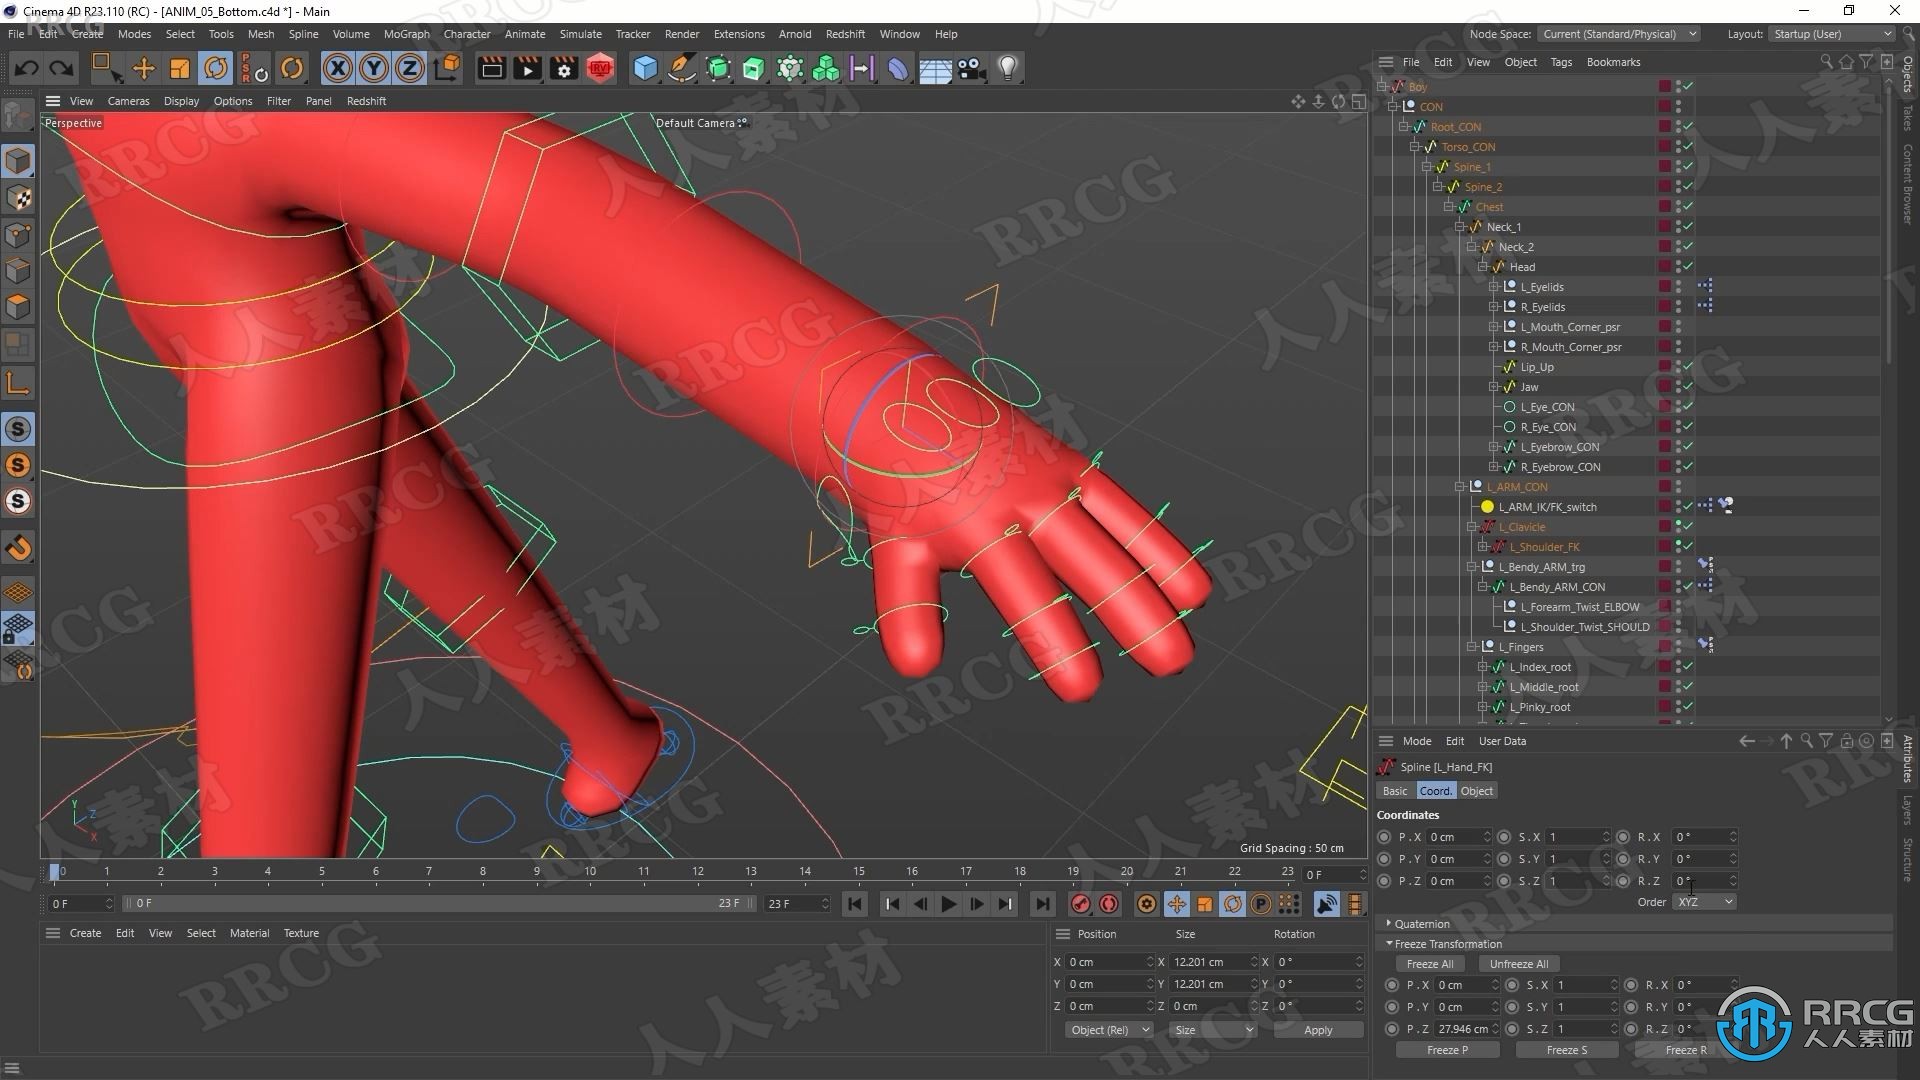 Cinema 4D R23.110 (RC) - [ANIM_05_Bottom.c4d *] - Main
File Edit Create Modes Select Tools Mesh Spline Volume MoGraph Character Animate Simulate Tracker Render Extensions Arnold Redshift Window Help
Node Space: Current (Standard/Physical) Layout: Startup (User)
View Cameras Display Options Filter Panel Redshift
Perspective
Default Camera
Grid Spacing : 50 cm
File Edit View Object Tags Bookmarks
Boy
CON
Root_CON
Torso_CON
Spine_1
Spine_2
Chest
Neck_1
Neck_2
Head
L_Eyelids
R_Eyelids
L_Mouth_Corner_psr
R_Mouth_Corner_psr
Lip_Up
Jaw
L_Eye_CON
R_Eye_CON
L_Eyebrow_CON
R_Eyebrow_CON
L_ARM_CON
L_ARM_IK/FK_switch
L_Clavicle
L_Shoulder_FK
L_Bendy_ARM_trg
L_Bendy_ARM_CON
L_Forearm_Twist_ELBOW
L_Shoulder_Twist_SHOULD
L_Fingers
L_Index_root
L_Middle_root
L_Pinky_root
Objects
Takes
Content Browser
Attributes
Layers
Structure
Mode Edit User Data
Spline [L_Hand_FK]
Basic Coord. Object
Coordinates
P . X 0 cm S . X 1 R . X 0 °
P . Y 0 cm S . Y 1 R . Y 0 °
P . Z 0 cm S . Z 1 R . Z 0 °
Order XYZ
Quaternion
Freeze Transformation
Freeze All Unfreeze All
P . X 0 cm S . X 1 R . X 0 °
P . Y 0 cm S . Y 1 R . Y 0 °
P . Z 27.946 cm S . Z 1 R . Z 0 °
Freeze P Freeze S Freeze R
0 1 2 3 4 5 6 7 8 9 10 11 12 13 14 15 16 17 18 19 20 21 22 23 0 F
0 F 0 F 23 F 23 F
Create Edit View Select Material Texture
Position Size Rotation
X 0 cm X 12.201 cm X 0 °
Y 0 cm Y 12.201 cm Y 0 °
Z 0 cm Z 0 cm Z 0 °
Object (Rel) Size Apply
RRCG
人人素材